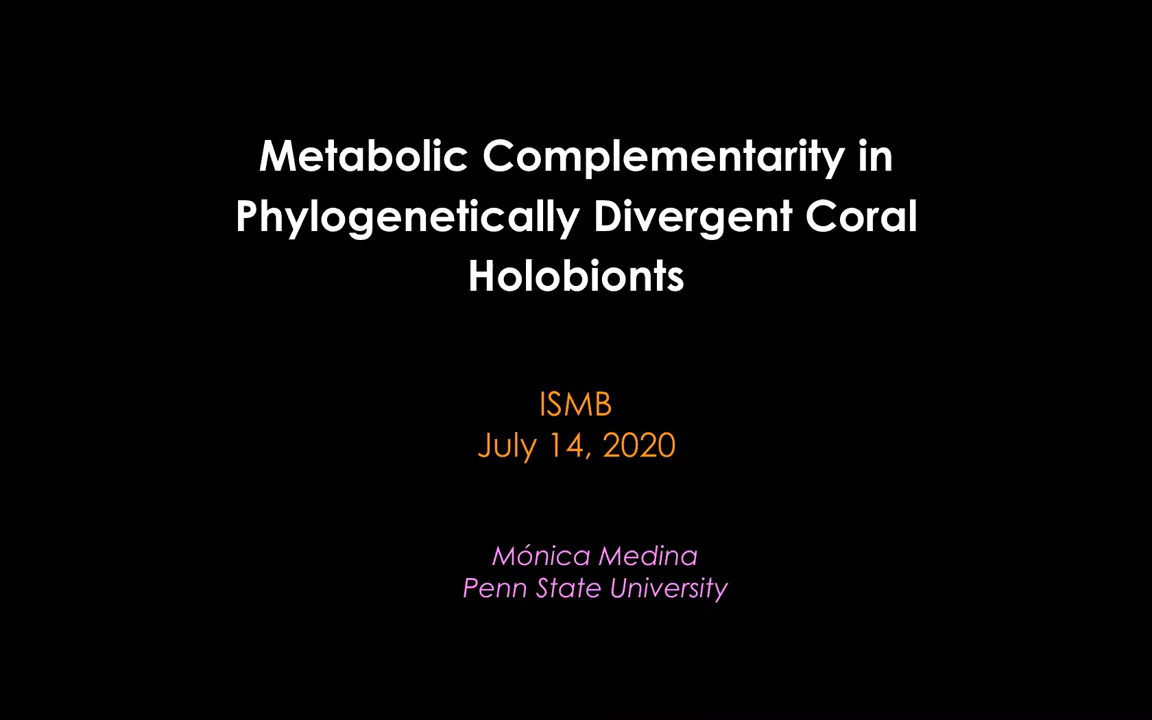 Metabolic Complementarity in
Phylogenetically Divergent Coral
Holobionts
ISMB
July 14, 2020
Mónica Medina
Penn State University